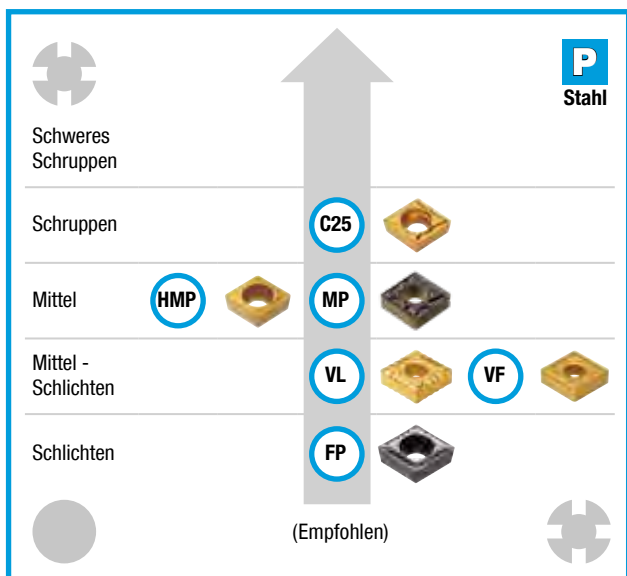 P
Stahl
Schweres
Schruppen
Schruppen
C25
Mittel
HMP
MP
Mittel -
Schlichten
VL
VF
Schlichten
FP
(Empfohlen)